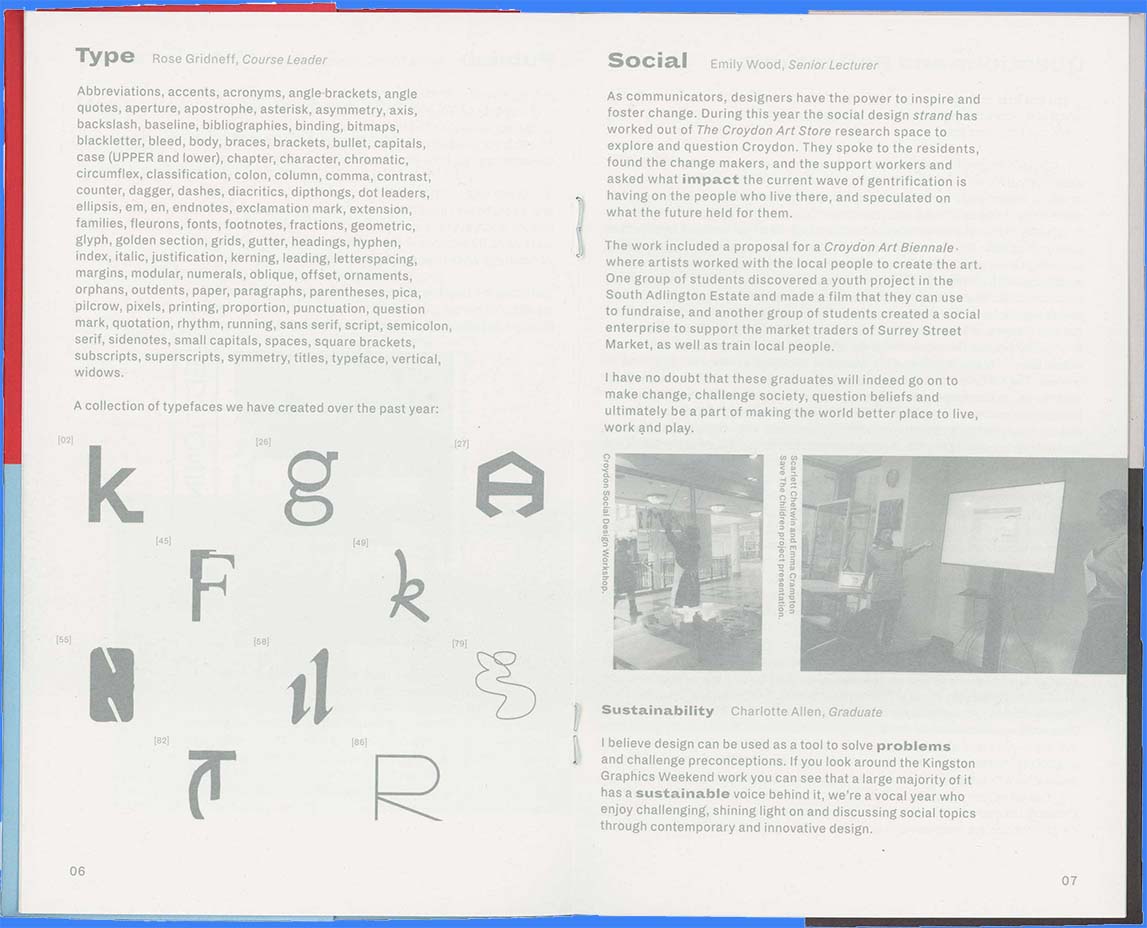 Type Rose Gridneff, Course Leader
Abbreviations, accents, acronyms, angle-brackets, angle
quotes, aperture, apostrophe, asterisk, asymmetry, axis,
backslash, baseline, bibliographies, binding, bitmaps,
blackletter, bleed, body, braces, brackets, bullet, capitals,
case (UPPER and lower), chapter, character, chromatic,
circumflex, classification, colon, column, comma, contrast,
counter, dagger, dashes, diacritics, dipthongs, dot leaders,
ellipsis, em, en, endnotes, exclamation mark, extension,
families, fleurons, fonts, footnotes, fractions, geometric,
glyph, golden section, grids, gutter, headings, hyphen,
index, italic, justification, kerning, leading, letterspacing,
margins, modular, numerals, oblique, offset, ornaments,
orphans, outdents, paper, paragraphs, parentheses, pica,
pilcrow, pixels, printing, proportion, punctuation, question
mark, quotation, rhythm, running, sans serif, script, semicolon,
serif, sidenotes, small capitals, spaces, square brackets,
subscripts, superscripts, symmetry, titles, typeface, vertical,
widows.
A collection of typefaces we have created over the past year:
[02] k [26] g [27] A
[45] F [49] k
[55] N [58] [79] g
[82] [86] R
06
Social Emily Wood, Senior Lecturer
As communicators, designers have the power to inspire and
foster change. During this year the social design strand has
worked out of The Croydon Art Store research space to
explore and question Croydon. They spoke to the residents,
found the change makers, and the support workers and
asked what impact the current wave of gentrification is
having on the people who live there, and speculated on
what the future held for them.
The work included a proposal for a Croydon Art Biennale
where artists worked with the local people to create the art.
One group of students discovered a youth project in the
South Adlington Estate and made a film that they can use
to fundraise, and another group of students created a social
enterprise to support the market traders of Surrey Street
Market, as well as train local people.
I have no doubt that these graduates will indeed go on to
make change, challenge society, question beliefs and
ultimately be a part of making the world better place to live,
work and play.
Croydon Social Design Workshop.
Scarlett Chetwin and Emma Crampton
Save The Children project presentation.
Sustainability Charlotte Allen, Graduate
I believe design can be used as a tool to solve problems
and challenge preconceptions. If you look around the Kingston
Graphics Weekend work you can see that a large majority of it
has a sustainable voice behind it, we're a vocal year who
enjoy challenging, shining light on and discussing social topics
through contemporary and innovative design.
07